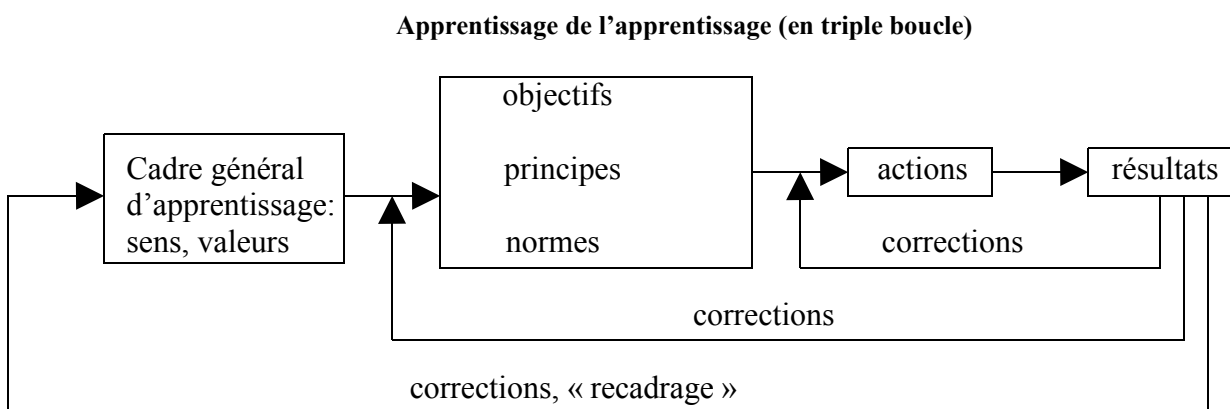 Apprentissage de l’apprentissage (en triple boucle)
objectifs
principes
normes
Cadre général
d’apprentissage:
sens, valeurs
actions
résultats
corrections
corrections
corrections, « recadrage »